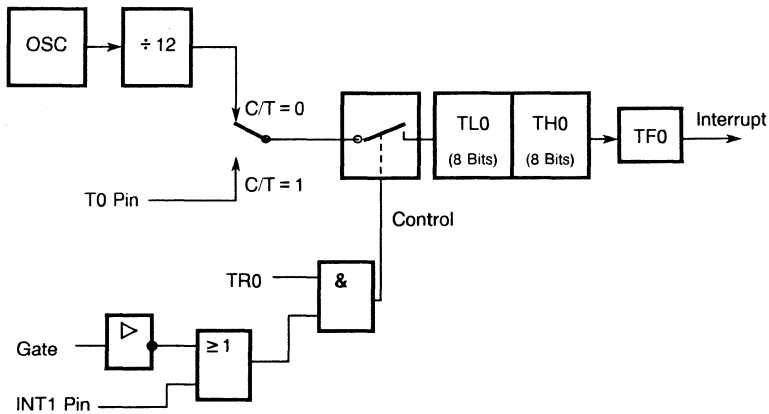 OSC
÷ 12
C/T = 0
C/T = 1
T0 Pin
TL0
(8 Bits)
TH0
(8 Bits)
TF0
Interrupt
Control
TR0
&
Gate
≥ 1
INT1 Pin